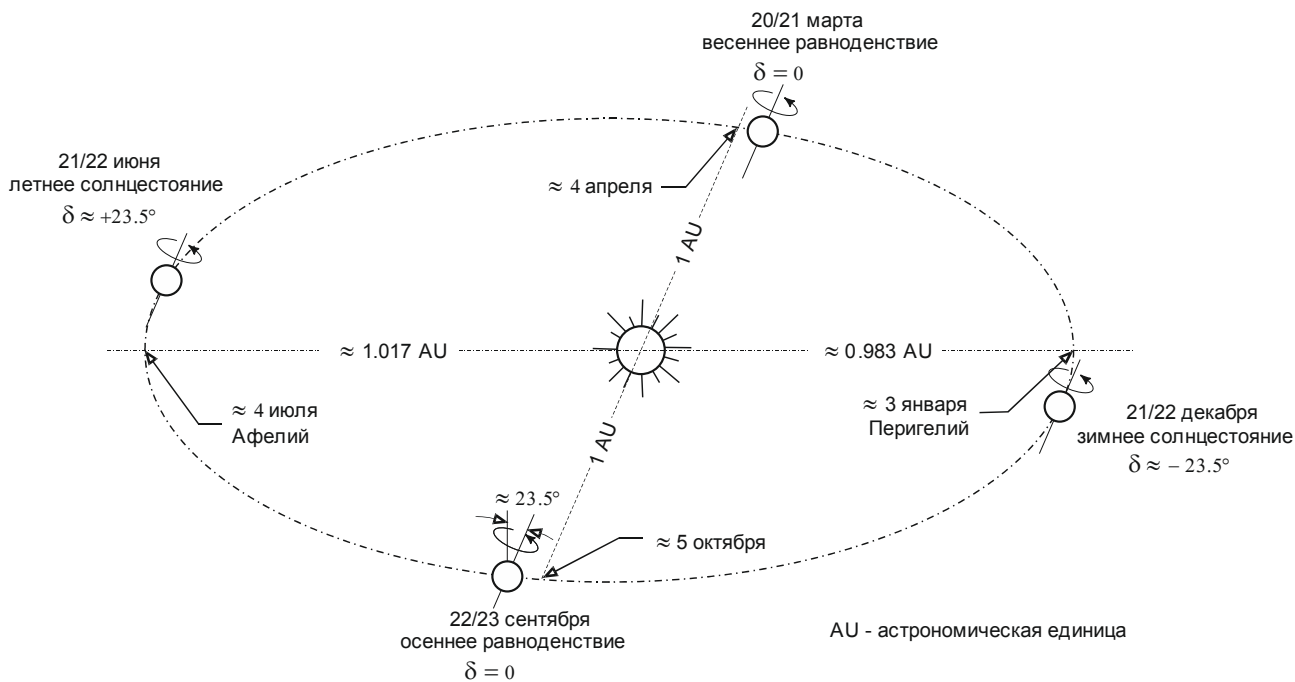 20/21 марта
весеннее равноденствие
δ = 0
21/22 июня
летнее солнцестояние
δ ≈ +23.5°
≈ 4 апреля
1 AU
≈ 1.017 AU
≈ 0.983 AU
≈ 4 июля
Афелий
≈ 3 января
Перигелий
21/22 декабря
зимнее солнцестояние
δ ≈ – 23.5°
1 AU
≈ 23.5°
≈ 5 октября
22/23 сентября
осеннее равноденствие
δ = 0
AU - астрономическая единица